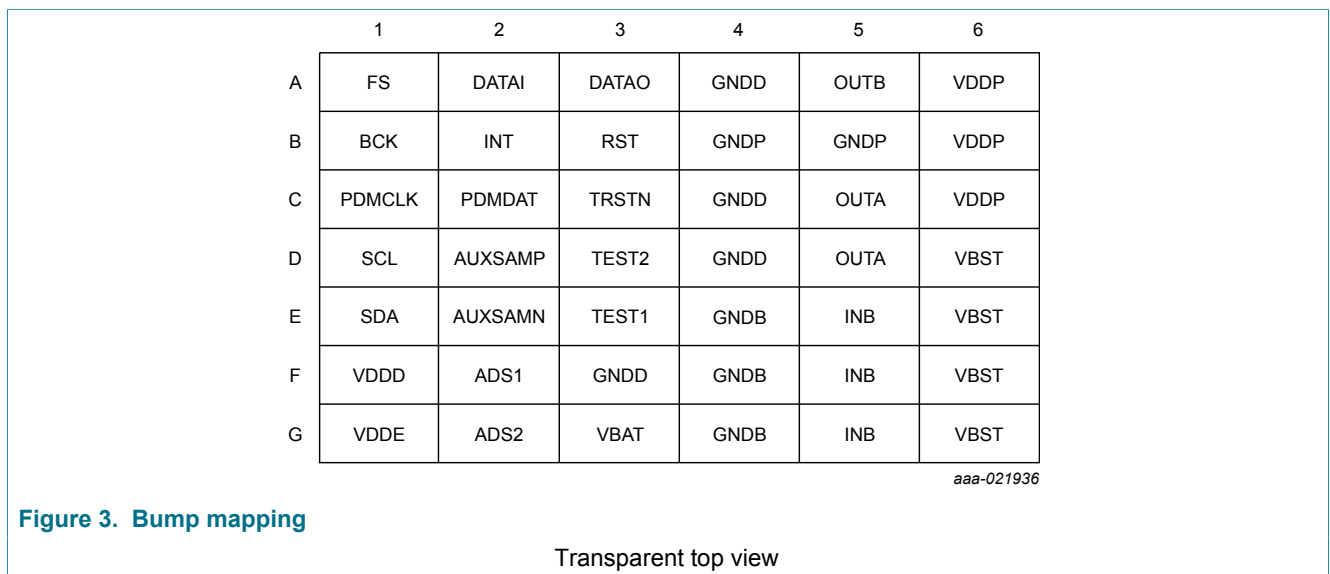 1 2 3 4 5 6
A FS DATAI DATAO GNDD OUTB VDDP
B BCK INT RST GNDP GNDP VDDP
C PDMCLK PDMDAT TRSTN GNDD OUTA VDDP
D SCL AUXSAMP TEST2 GNDD OUTA VBST
E SDA AUXSAMN TEST1 GNDB INB VBST
F VDDD ADS1 GNDD GNDB INB VBST
G VDDE ADS2 VBAT GNDB INB VBST
aaa-021936
Figure 3. Bump mapping
Transparent top view